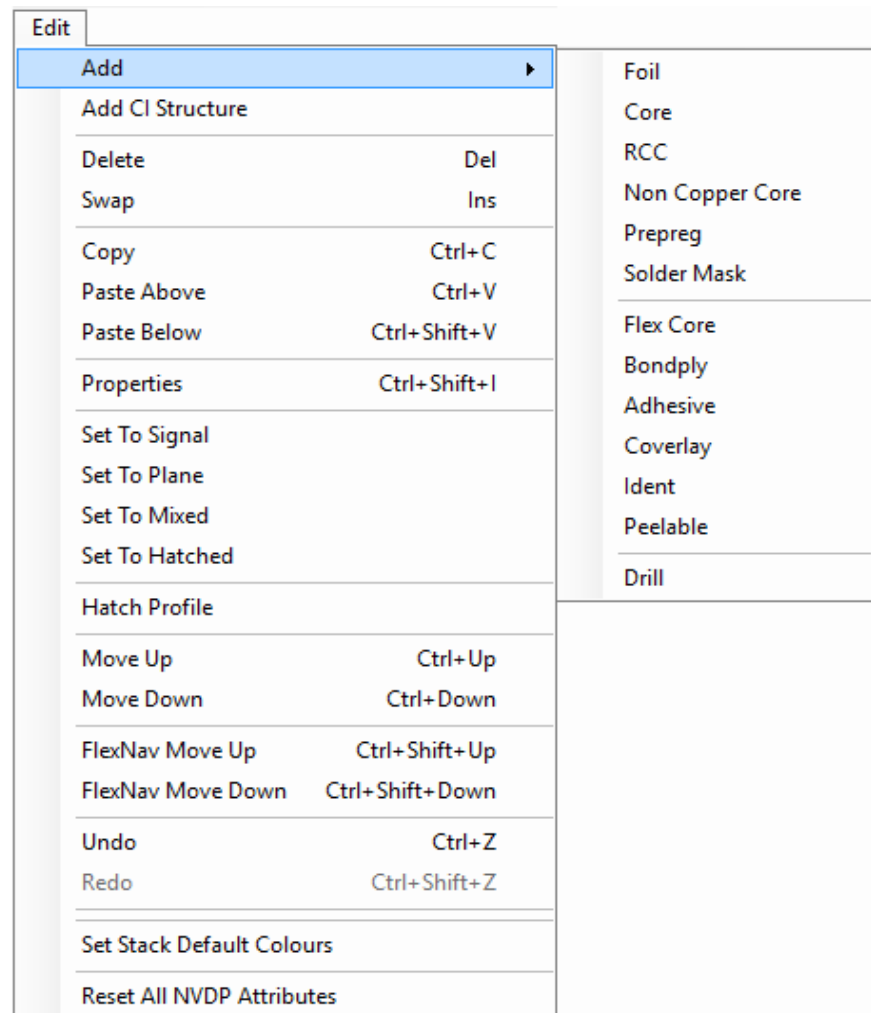 Edit
Add
Add CI Structure
Delete Del
Swap Ins
Copy Ctrl+C
Paste Above Ctrl+V
Paste Below Ctrl+Shift+V
Properties Ctrl+Shift+I
Set To Signal
Set To Plane
Set To Mixed
Set To Hatched
Hatch Profile
Move Up Ctrl+Up
Move Down Ctrl+Down
FlexNav Move Up Ctrl+Shift+Up
FlexNav Move Down Ctrl+Shift+Down
Undo Ctrl+Z
Redo Ctrl+Shift+Z
Set Stack Default Colours
Reset All NVDP Attributes
Foil
Core
RCC
Non Copper Core
Prepreg
Solder Mask
Flex Core
Bondply
Adhesive
Coverlay
Ident
Peelable
Drill